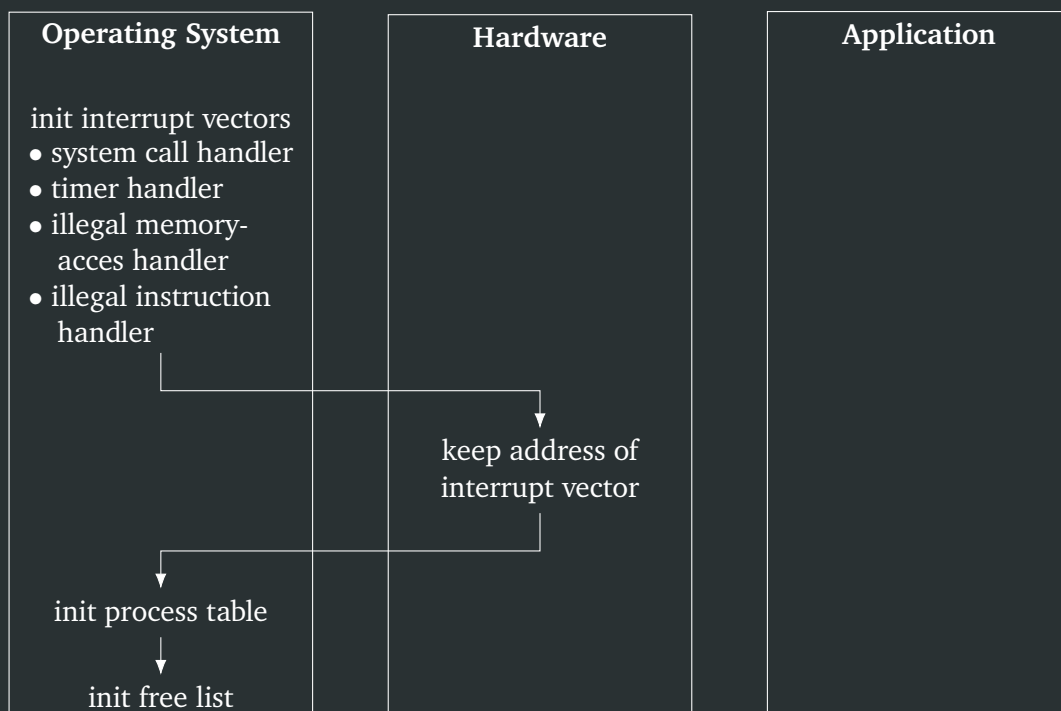 Operating System
Hardware
Application
init interrupt vectors
• system call handler
• timer handler
• illegal memory-
acces handler
• illegal instruction
handler
keep address of
interrupt vector
init process table
init free list